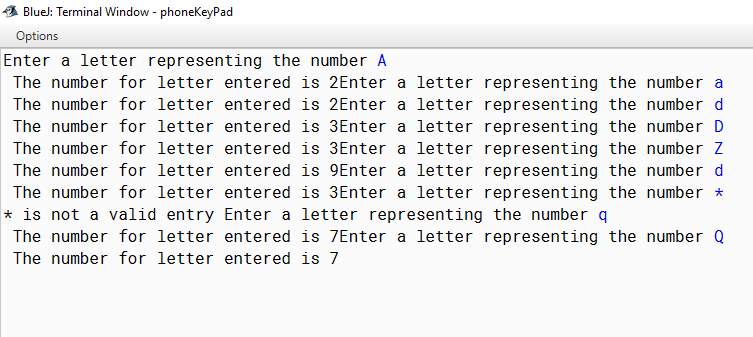 BlueJ: Terminal Window - phoneKeyPad
Options
Enter a letter representing the number A
The number for letter entered is 2Enter a letter representing the number a
The number for letter entered is 2Enter a letter representing the number d
The number for letter entered is 3Enter a letter representing the number D
The number for letter entered is 3Enter a letter representing the number Z
The number for letter entered is 9Enter a letter representing the number d
The number for letter entered is 3Enter a letter representing the number *
* is not a valid entry Enter a letter representing the number q
The number for letter entered is 7Enter a letter representing the number Q
The number for letter entered is 7